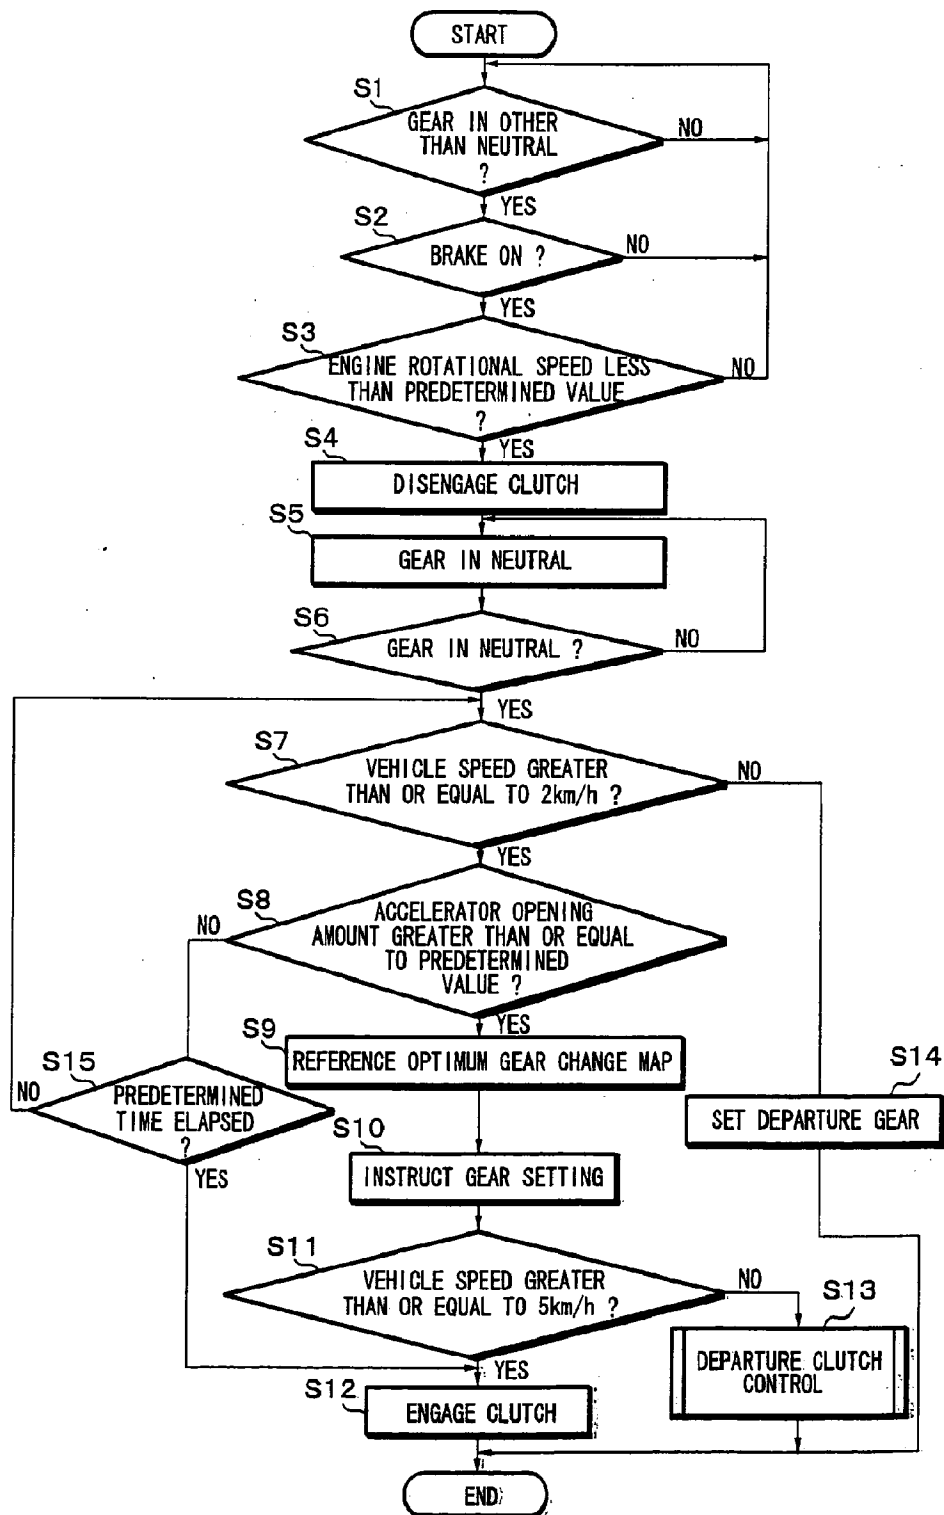 START
S1
GEAR IN OTHER
THAN NEUTRAL
?
NO
YES
S2
BRAKE ON ?
NO
YES
S3
ENGINE ROTATIONAL SPEED LESS
THAN PREDETERMINED VALUE
?
NO
YES
S4
DISENGAGE CLUTCH
S5
GEAR IN NEUTRAL
S6
GEAR IN NEUTRAL ?
NO
YES
S7
VEHICLE SPEED GREATER
THAN OR EQUAL TO 2km/h ?
NO
YES
S8
ACCELERATOR OPENING
AMOUNT GREATER THAN OR EQUAL
TO PREDETERMINED
VALUE ?
NO
YES
S9
REFERENCE OPTIMUM GEAR CHANGE MAP
S15
PREDETERMINED
TIME ELAPSED
?
NO
YES
S14
SET DEPARTURE GEAR
S10
INSTRUCT GEAR SETTING
S11
VEHICLE SPEED GREATER
THAN OR EQUAL TO 5km/h ?
NO
YES
S13
DEPARTURE CLUTCH
CONTROL
S12
ENGAGE CLUTCH
END